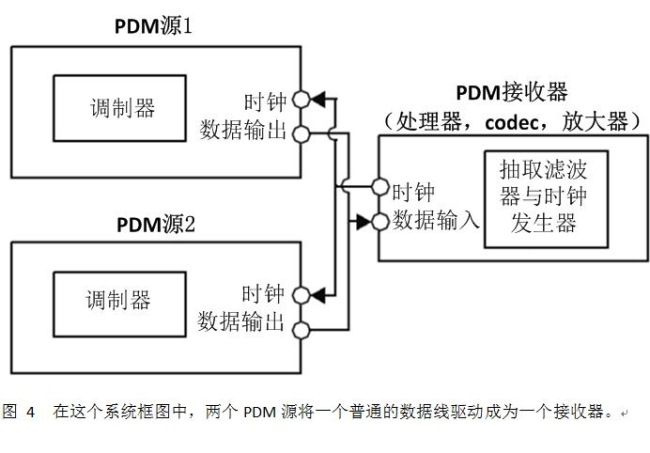 PDM源1
调制器
时钟
数据输出
PDM接收器
（处理器，codec，放大器）
时钟
数据输入
抽取滤波
器与时钟
发生器
PDM源2
调制器
时钟
数据输出
图 4 在这个系统框图中，两个 PDM 源将一个普通的数据线驱动成为一个接收器。